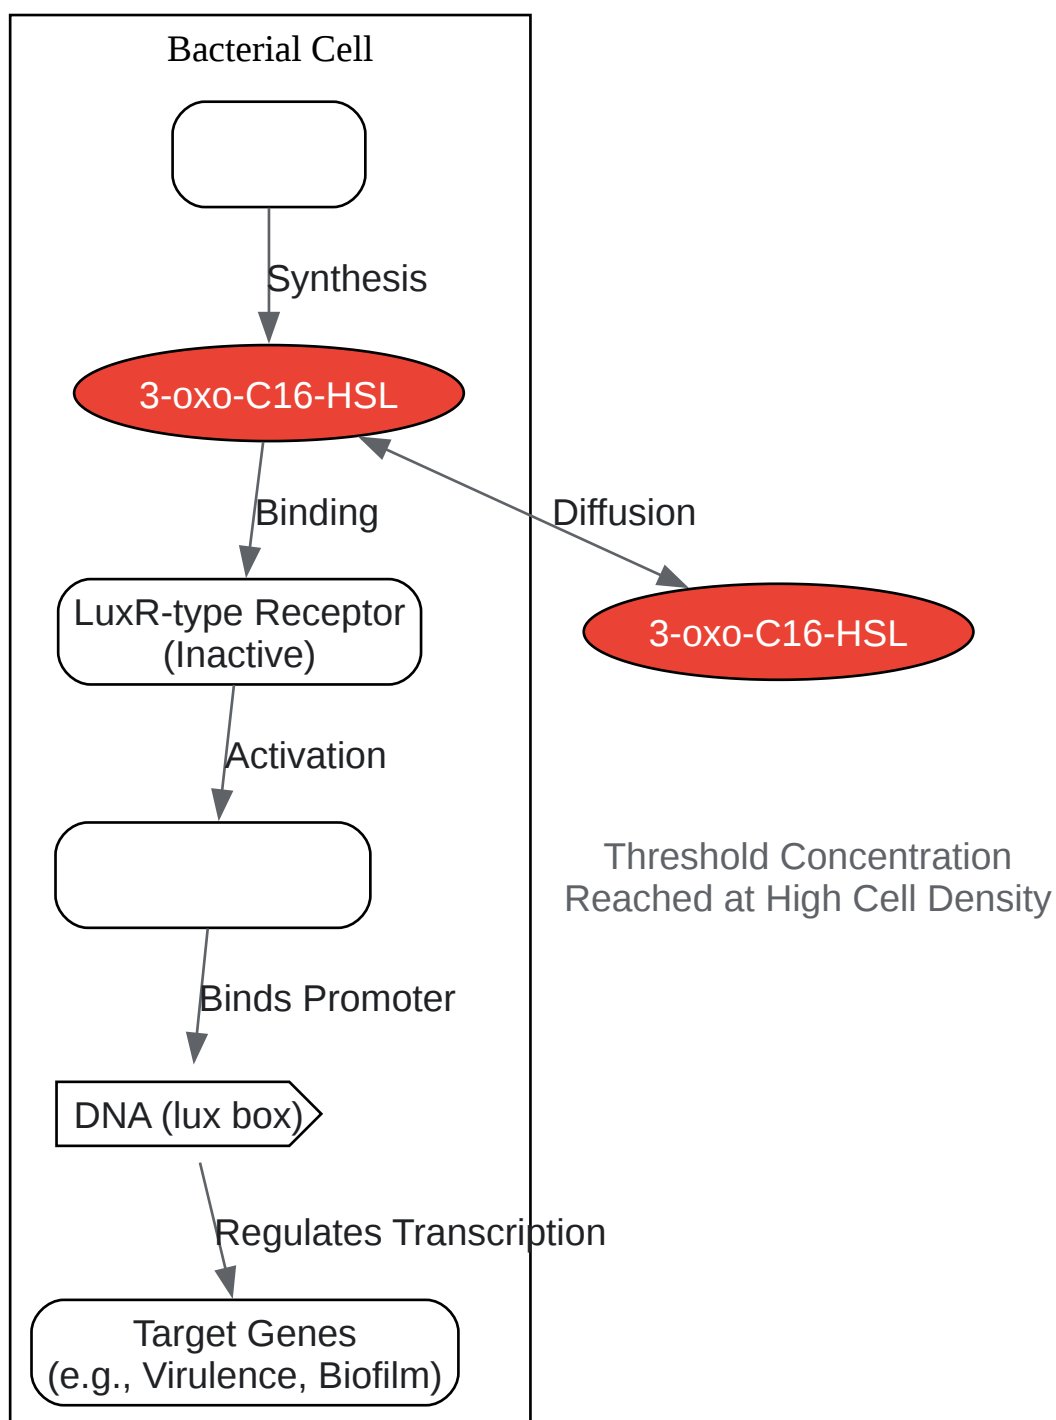 Bacterial Cell
Synthesis
3-oxo-C16-HSL
Binding
Diffusion
LuxR-type Receptor
(Inactive)
3-oxo-C16-HSL
Activation
Threshold Concentration
Reached at High Cell Density
Binds Promoter
DNA (lux box)
Regulates Transcription
Target Genes
(e.g., Virulence, Biofilm)